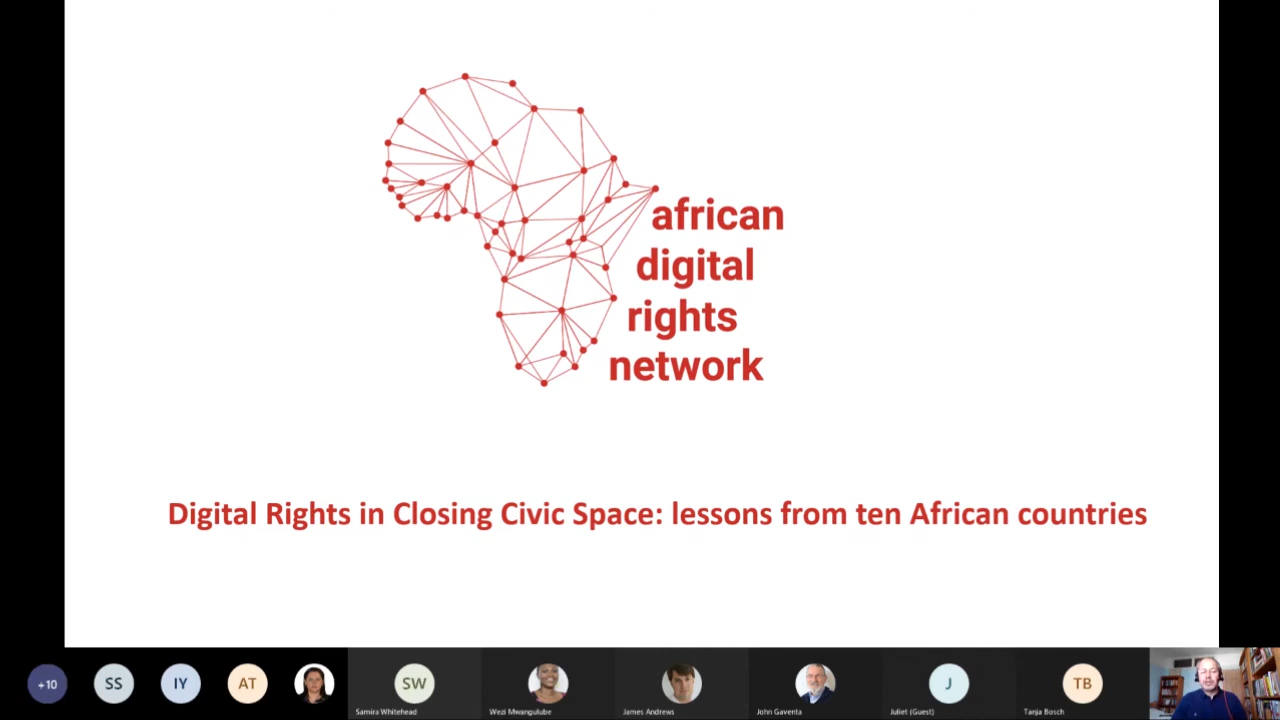 african
digital
rights
network
Digital Rights in Closing Civic Space: lessons from ten African countries
+10
SS
IY
AT
SW
J
TB
Samira Whitehead
Wezi Mwangulube
James Andrews
John Gaventa
Juliet (Guest)
Tanja Bosch